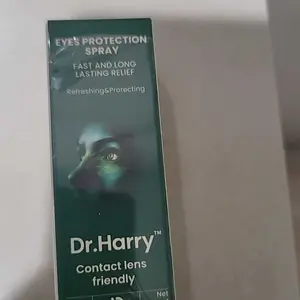 EYES PROTECTION
SPRAY
FAST AND LONG
LASTING RELIEF
Refreshing&Protecting
Dr.Harry™
Contact lens
friendly
Net